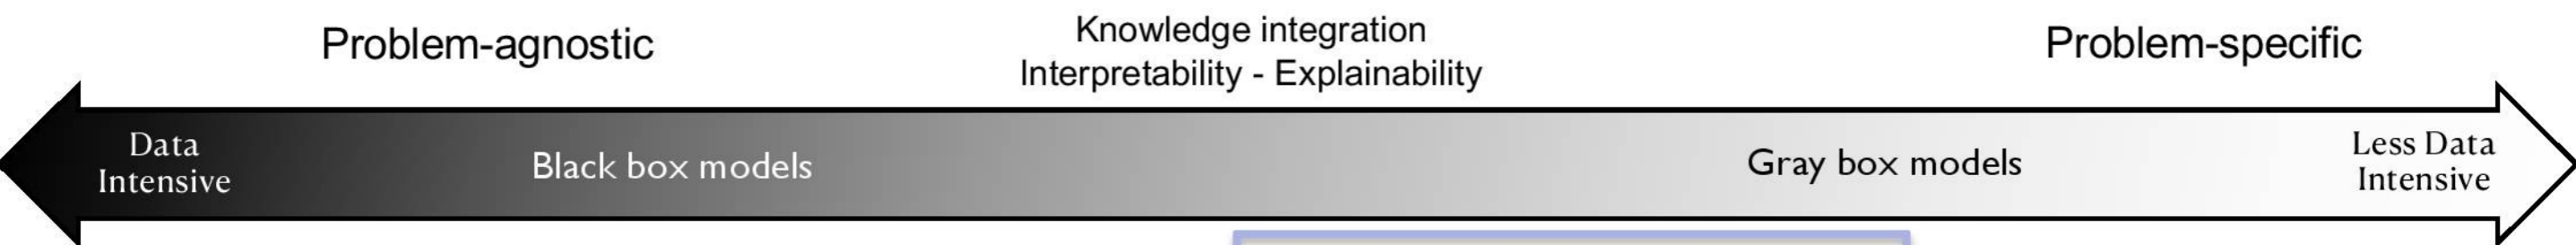 Problem-agnostic
Knowledge integration
Interpretability - Explainability
Problem-specific
Data
Intensive
Black box models
Gray box models
Less Data
Intensive